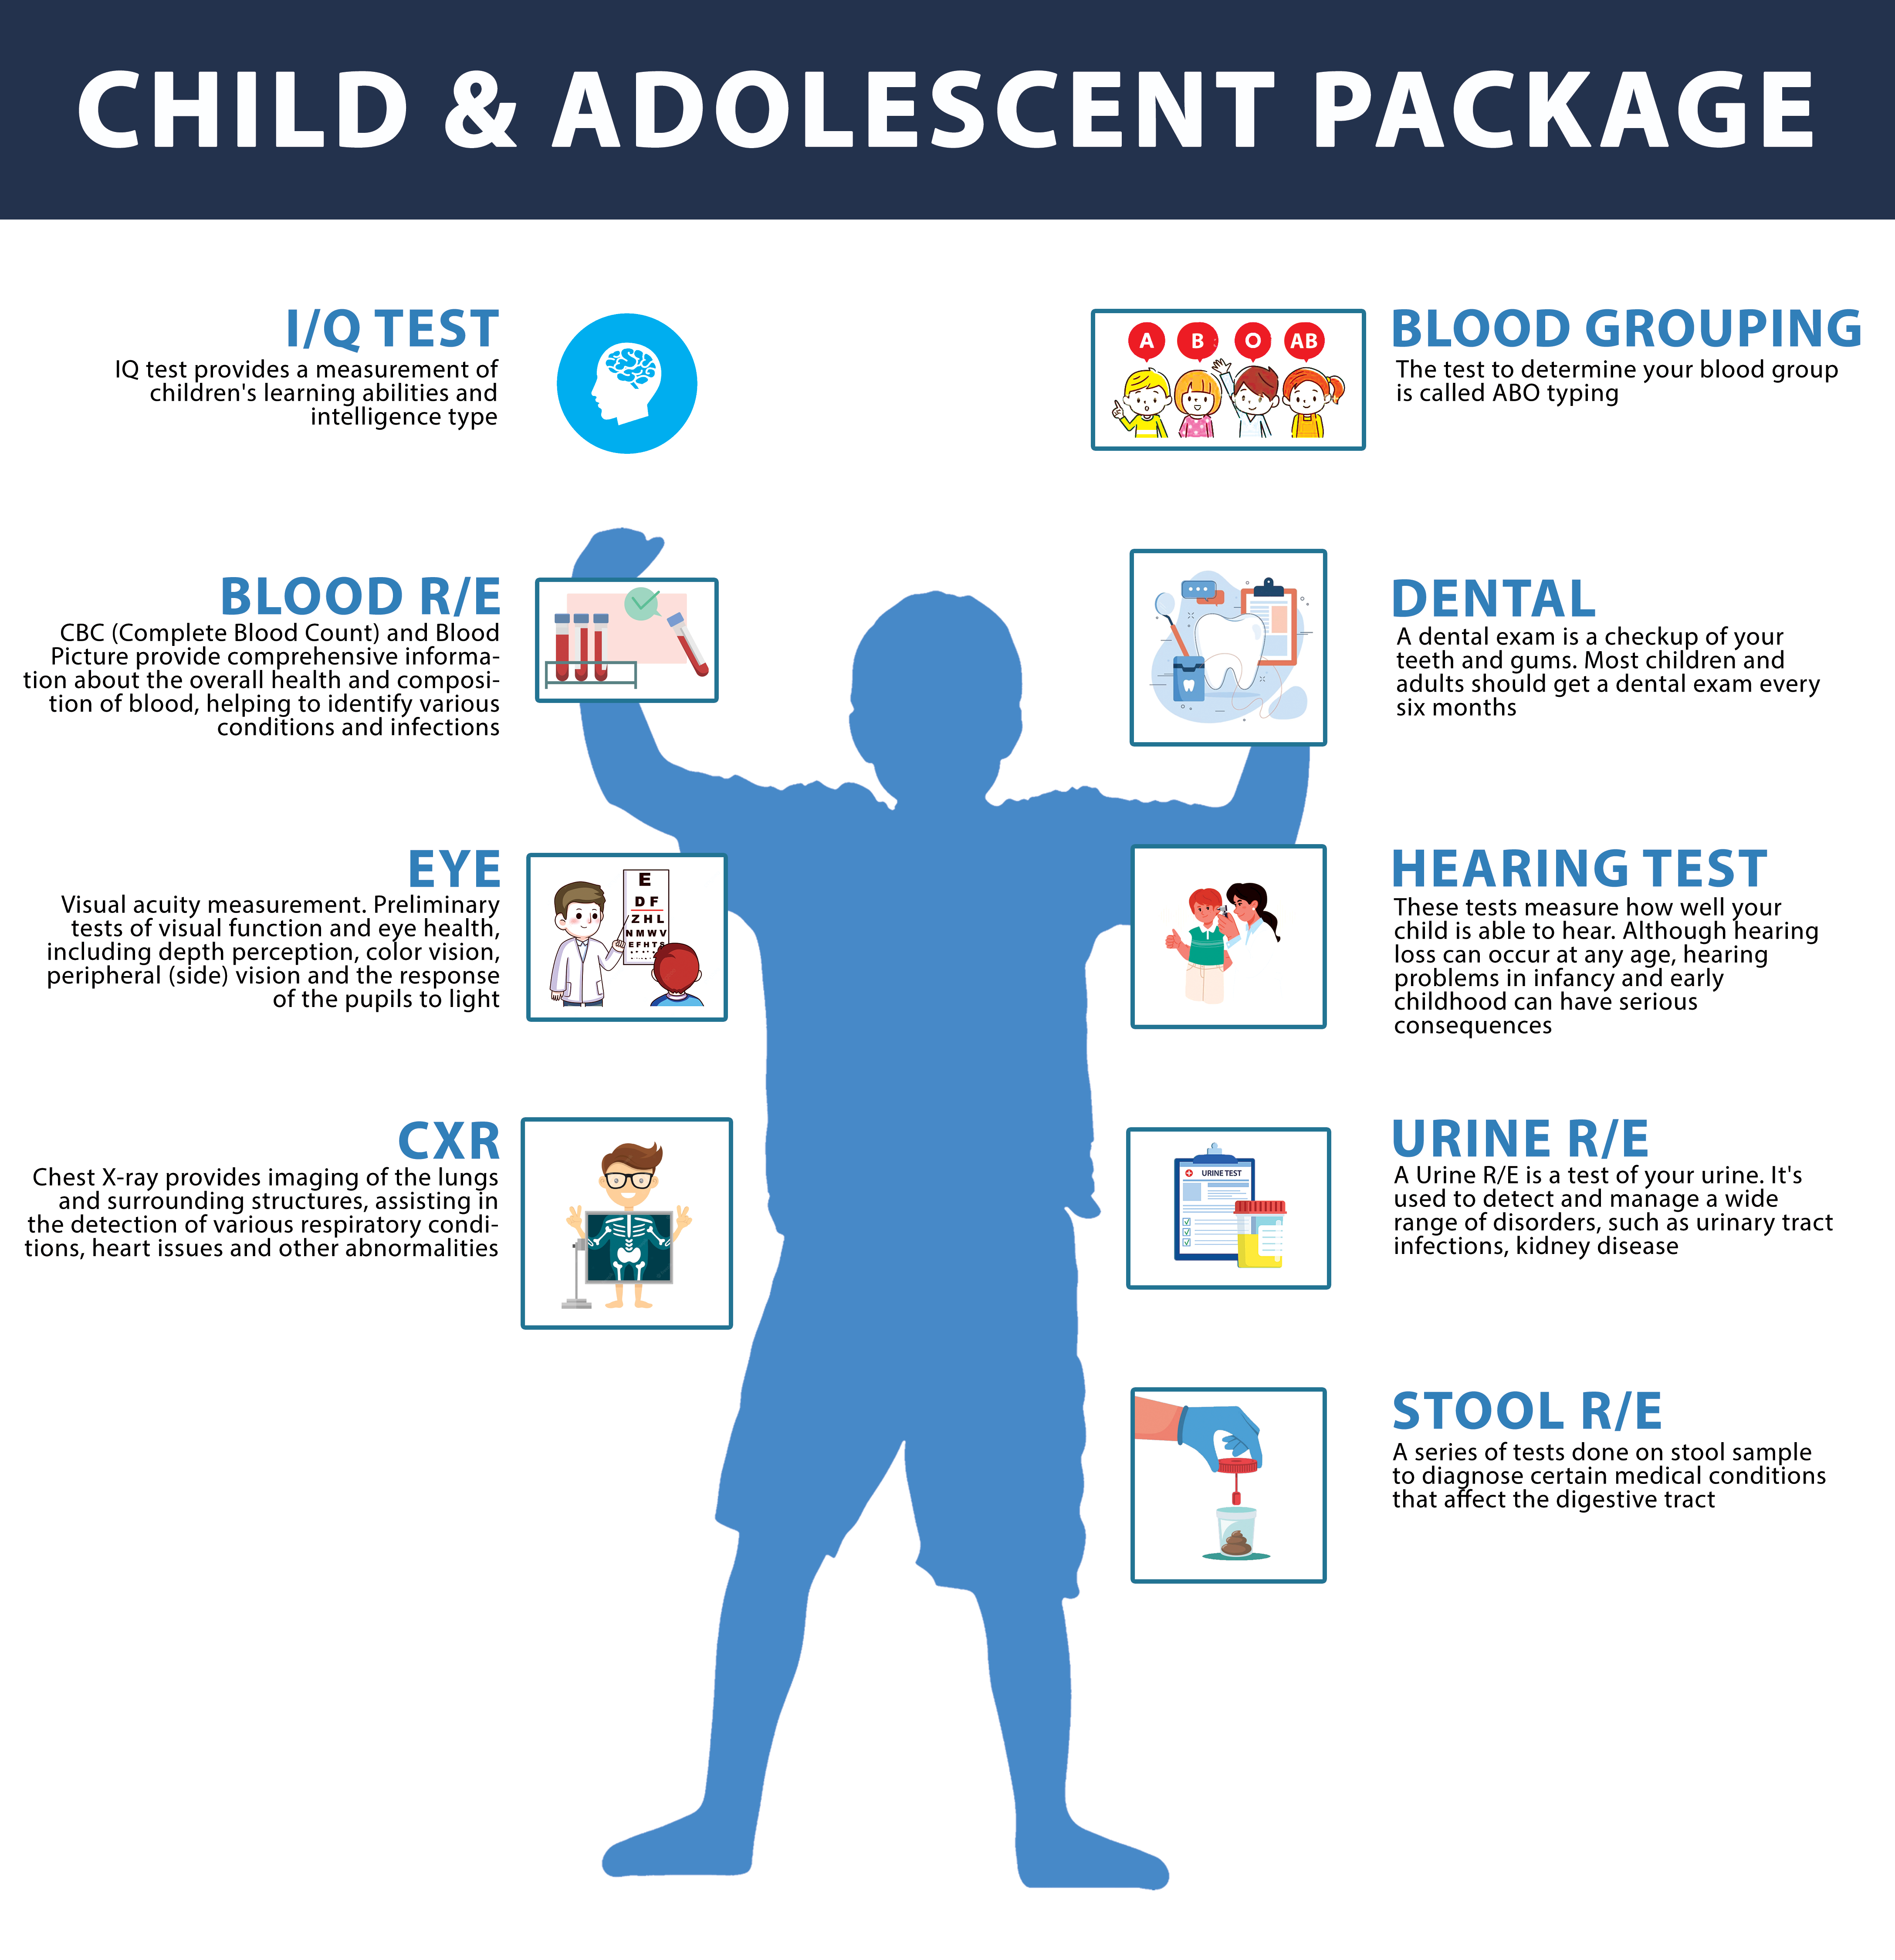 CHILD & ADOLESCENT PACKAGE
I/Q TEST
IQ test provides a measurement of
children's learning abilities and
intelligence type
A B O AB
BLOOD GROUPING
The test to determine your blood group
is called ABO typing
BLOOD R/E
CBC (Complete Blood Count) and Blood
Picture provide comprehensive informa-
tion about the overall health and composi-
tion of blood, helping to identify various
conditions and infections
DENTAL
A dental exam is a checkup of your
teeth and gums. Most children and
adults should get a dental exam every
six months
EYE
Visual acuity measurement. Preliminary
tests of visual function and eye health,
including depth perception, color vision,
peripheral (side) vision and the response
of the pupils to light
E
DF
ZHL
NMWV
EFHTS
HEARING TEST
These tests measure how well your
child is able to hear. Although hearing
loss can occur at any age, hearing
problems in infancy and early
childhood can have serious
consequences
CXR
Chest X-ray provides imaging of the lungs
and surrounding structures, assisting in
the detection of various respiratory condi-
tions, heart issues and other abnormalities
URINE TEST
URINE R/E
A Urine R/E is a test of your urine. It's
used to detect and manage a wide
range of disorders, such as urinary tract
infections, kidney disease
STOOL R/E
A series of tests done on stool sample
to diagnose certain medical conditions
that affect the digestive tract